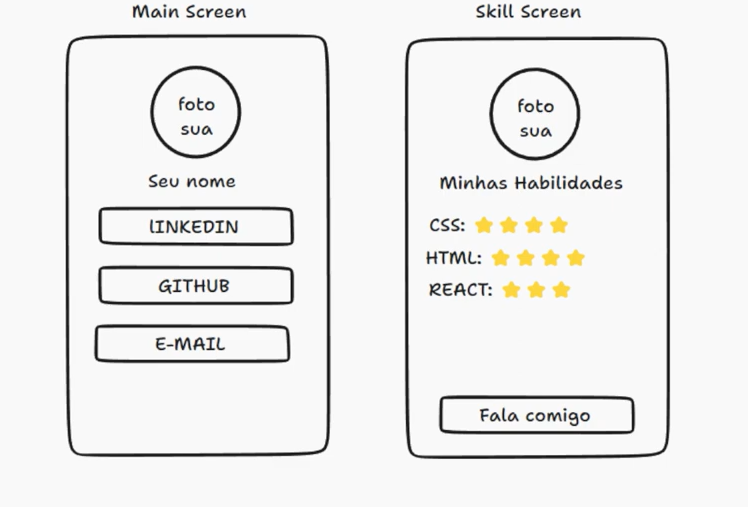 Main Screen
foto
sua
Seu nome
lINKEDIN
GITHUB
E-MAIL
Skill Screen
foto
sua
Minhas Habilidades
CSS:
HTML:
REACT:
Fala comigo